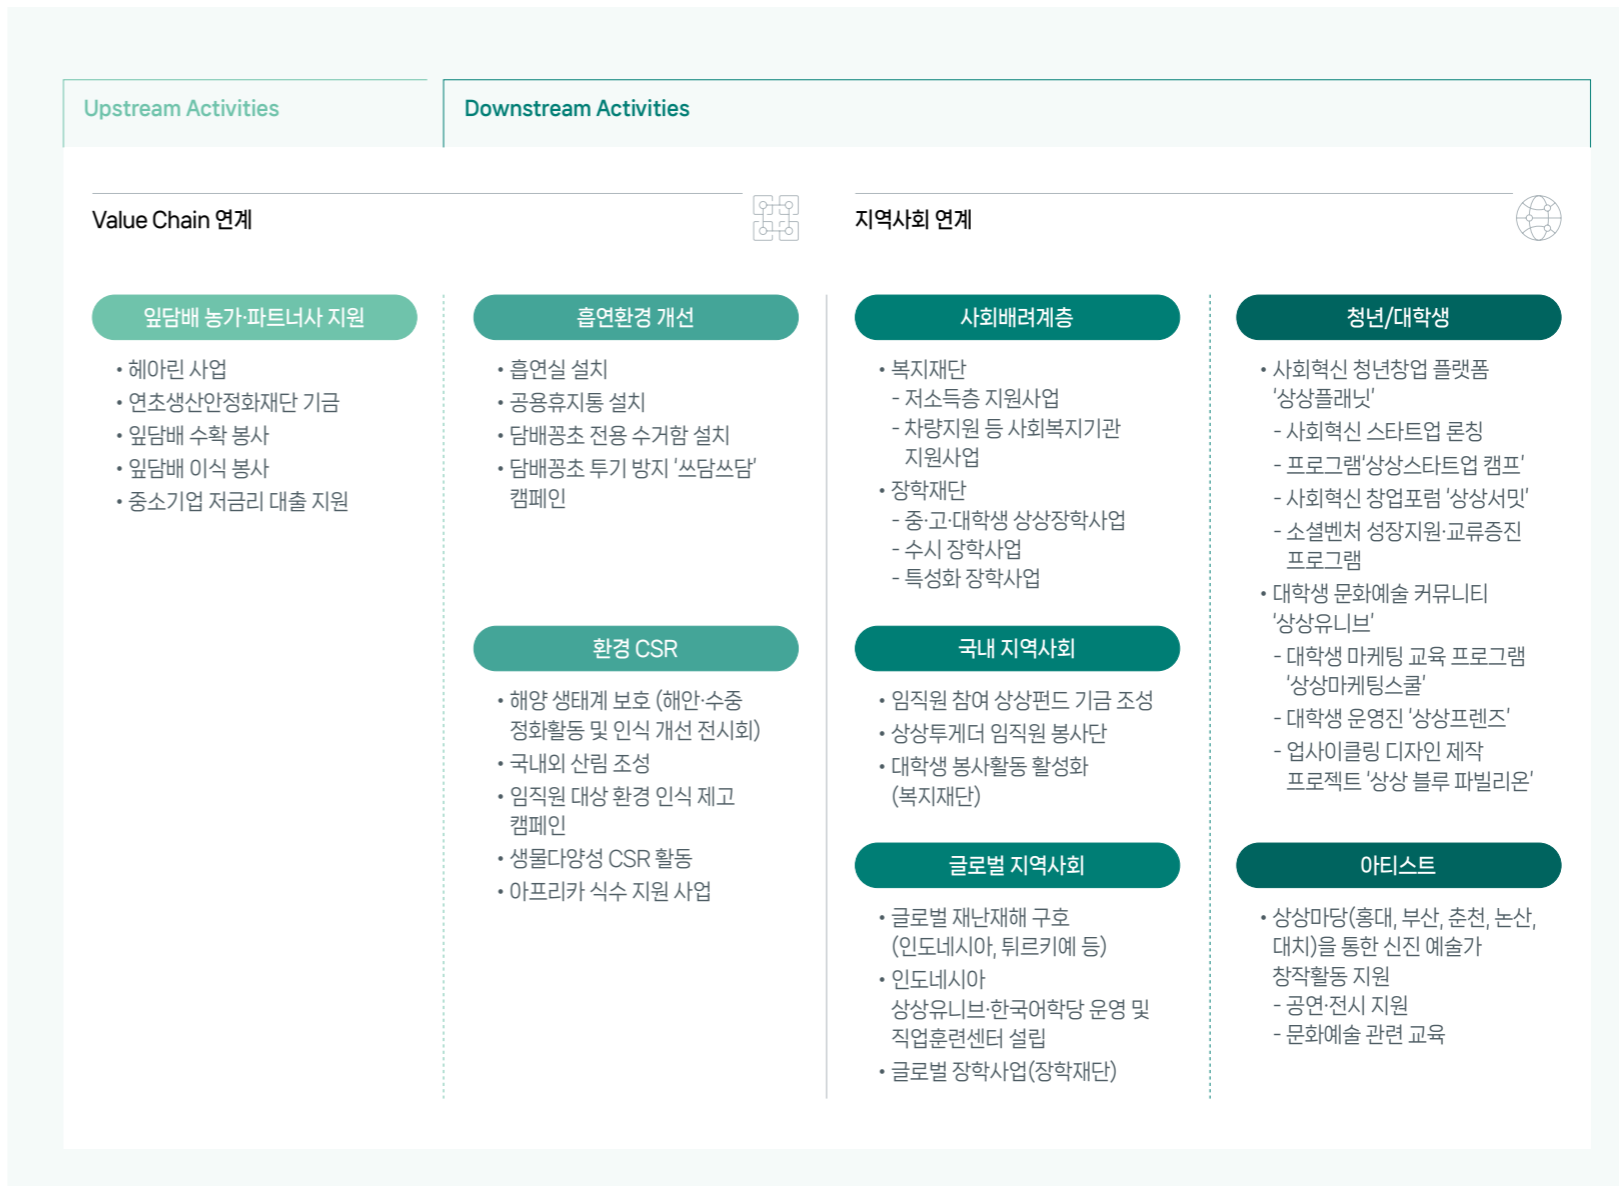 Upstream Activities
Downstream Activities
Value Chain 연계
잎담배 농가·파트너사 지원
• 헤아린 사업
• 연초생산안정화재단 기금
• 잎담배 수확 봉사
• 잎담배 이식 봉사
• 중소기업 저금리 대출 지원
흡연환경 개선
• 흡연실 설치
• 공용휴지통 설치
• 담배꽁초 전용 수거함 설치
• 담배꽁초 투기 방지 ‘쓰담쓰담’
캠페인
환경 CSR
• 해양 생태계 보호 (해안·수중
정화활동 및 인식 개선 전시회)
• 국내외 산림 조성
• 임직원 대상 환경 인식 제고
캠페인
• 생물다양성 CSR 활동
• 아프리카 식수 지원 사업
지역사회 연계
사회배려계층
• 복지재단
- 저소득층 지원사업
- 차량지원 등 사회복지기관
지원사업
• 장학재단
- 중·고·대학생 상상장학사업
- 수시 장학사업
- 특성화 장학사업
국내 지역사회
• 임직원 참여 상상펀드 기금 조성
• 상상투게더 임직원 봉사단
• 대학생 봉사활동 활성화
(복지재단)
글로벌 지역사회
• 글로벌 재난재해 구호
(인도네시아, 튀르키예 등)
• 인도네시아
상상유니브·한국어학당 운영 및
직업훈련센터 설립
• 글로벌 장학사업(장학재단)
청년/대학생
• 사회혁신 청년창업 플랫폼
‘상상플래닛’
- 사회혁신 스타트업 론칭
- 프로그램‘상상스타트업 캠프’
- 사회혁신 창업포럼 ‘상상서밋’
- 소셜벤처 성장지원·교류증진
프로그램
• 대학생 문화예술 커뮤니티
‘상상유니브’
- 대학생 마케팅 교육 프로그램
‘상상마케팅스쿨’
- 대학생 운영진 ‘상상프렌즈’
- 업사이클링 디자인 제작
프로젝트 ‘상상 블루 파빌리온’
아티스트
• 상상마당(홍대, 부산, 춘천, 논산,
대치)을 통한 신진 예술가
창작활동 지원
- 공연·전시 지원
- 문화예술 관련 교육